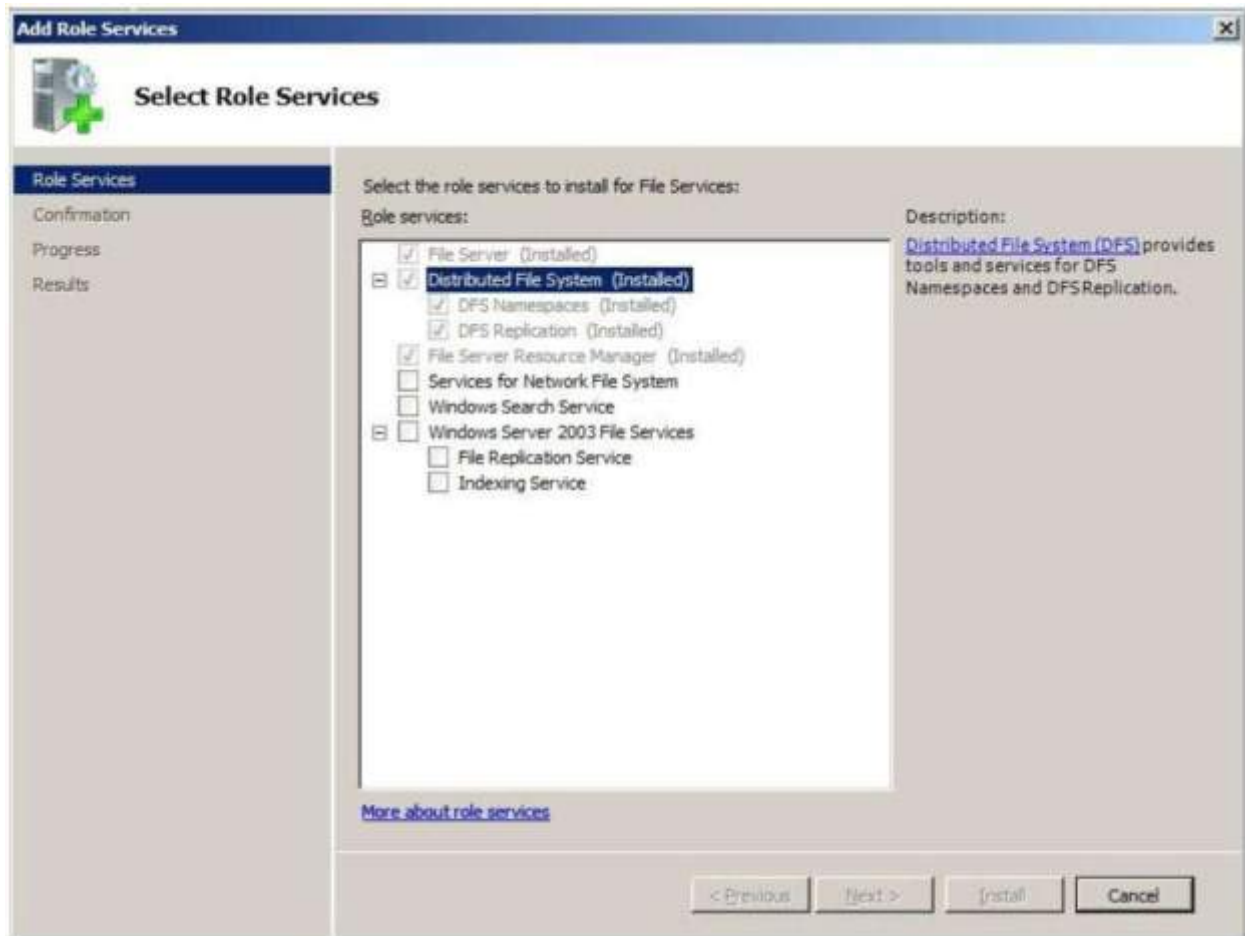 Add Role Services
Select Role Services
Role Services
Confirmation
Progress
Results
Select the role services to install for File Services:
Role services:
File Server (Installed)
Distributed File System (Installed)
DFS Namespaces (Installed)
DFS Replication (Installed)
File Server Resource Manager (Installed)
Services for Network File System
Windows Search Service
Windows Server 2003 File Services
File Replication Service
Indexing Service
Description:
Distributed File System (DFS) provides
tools and services for DFS
Namespaces and DFS Replication.
More about role services
< Previous
Next >
Install
Cancel